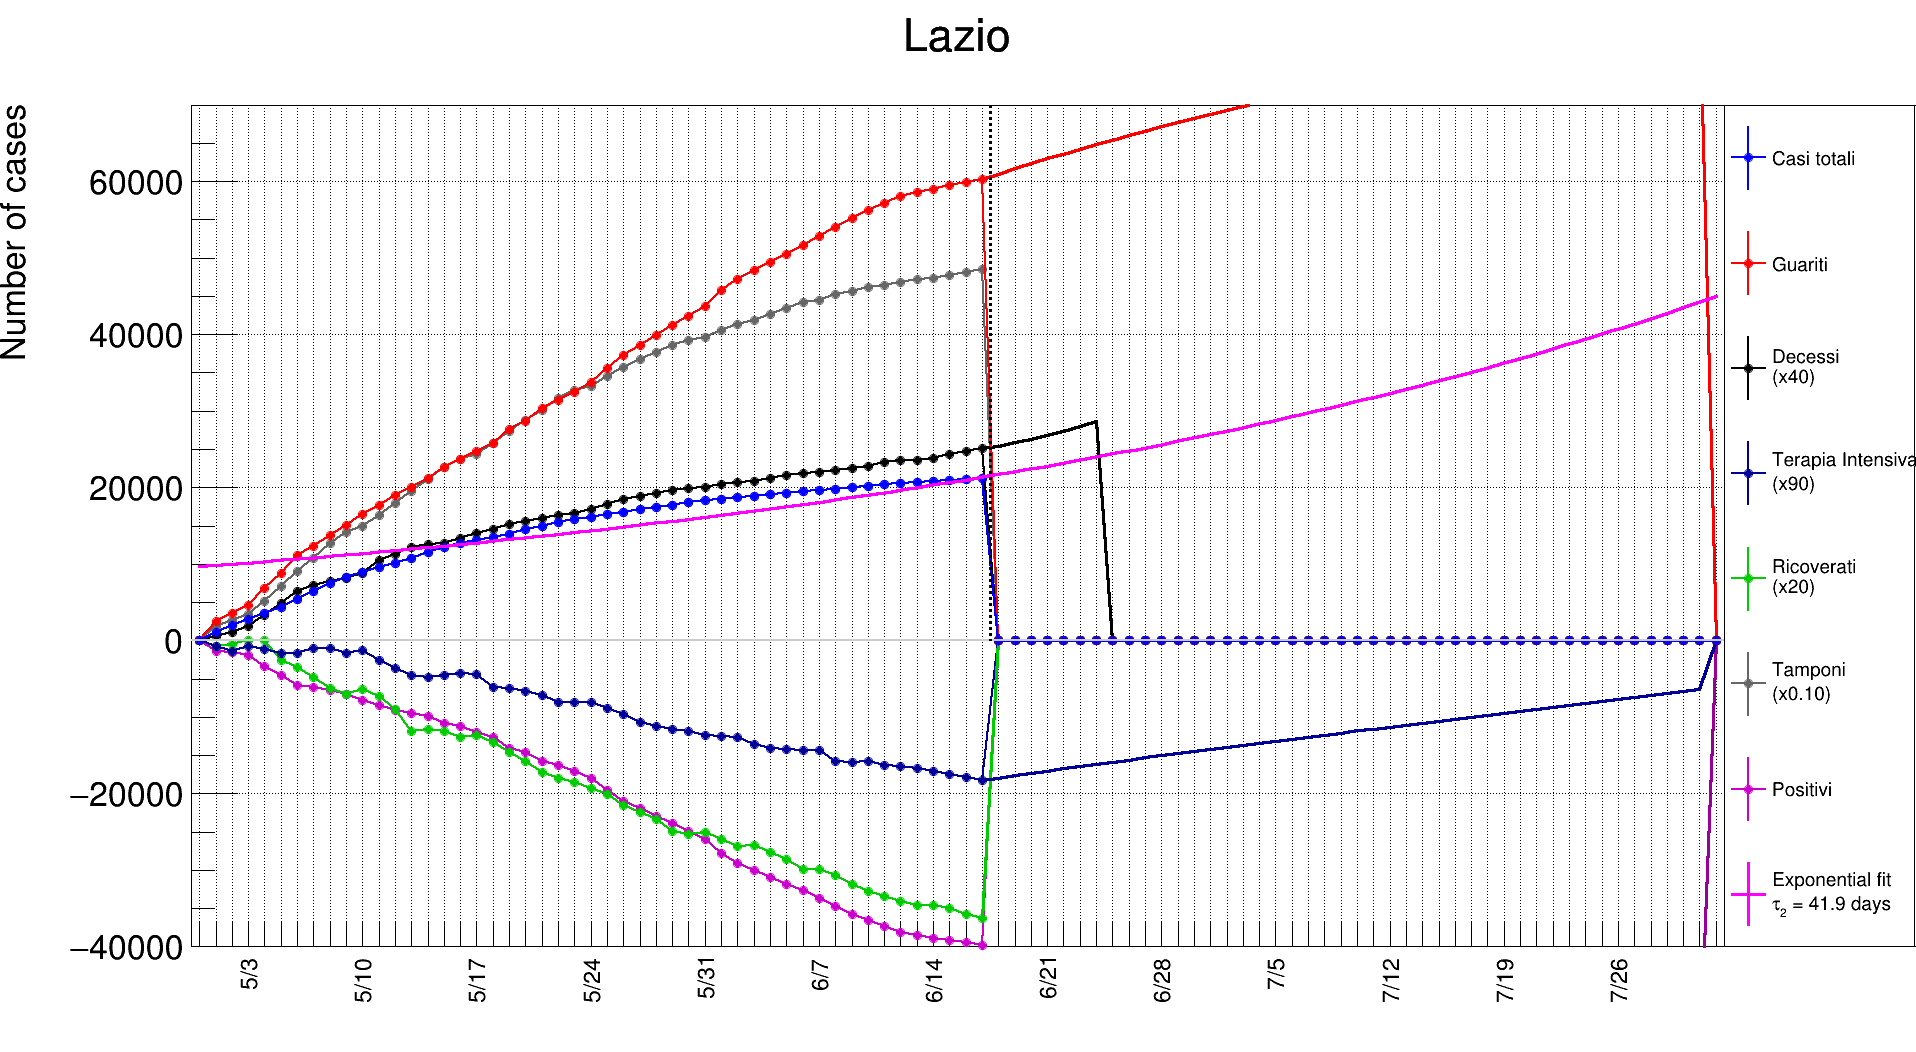 Lazio
Number of cases
60000
40000
20000
0
−20000
−40000
5/3
5/10
5/17
5/24
5/31
6/7
6/14
6/21
6/28
7/5
7/12
7/19
7/26
Casi totali
Guariti
Decessi
(x40)
Terapia Intensiva
(x90)
Ricoverati
(x20)
Tamponi
(x0.10)
Positivi
Exponential fit
τ2 = 41.9 days